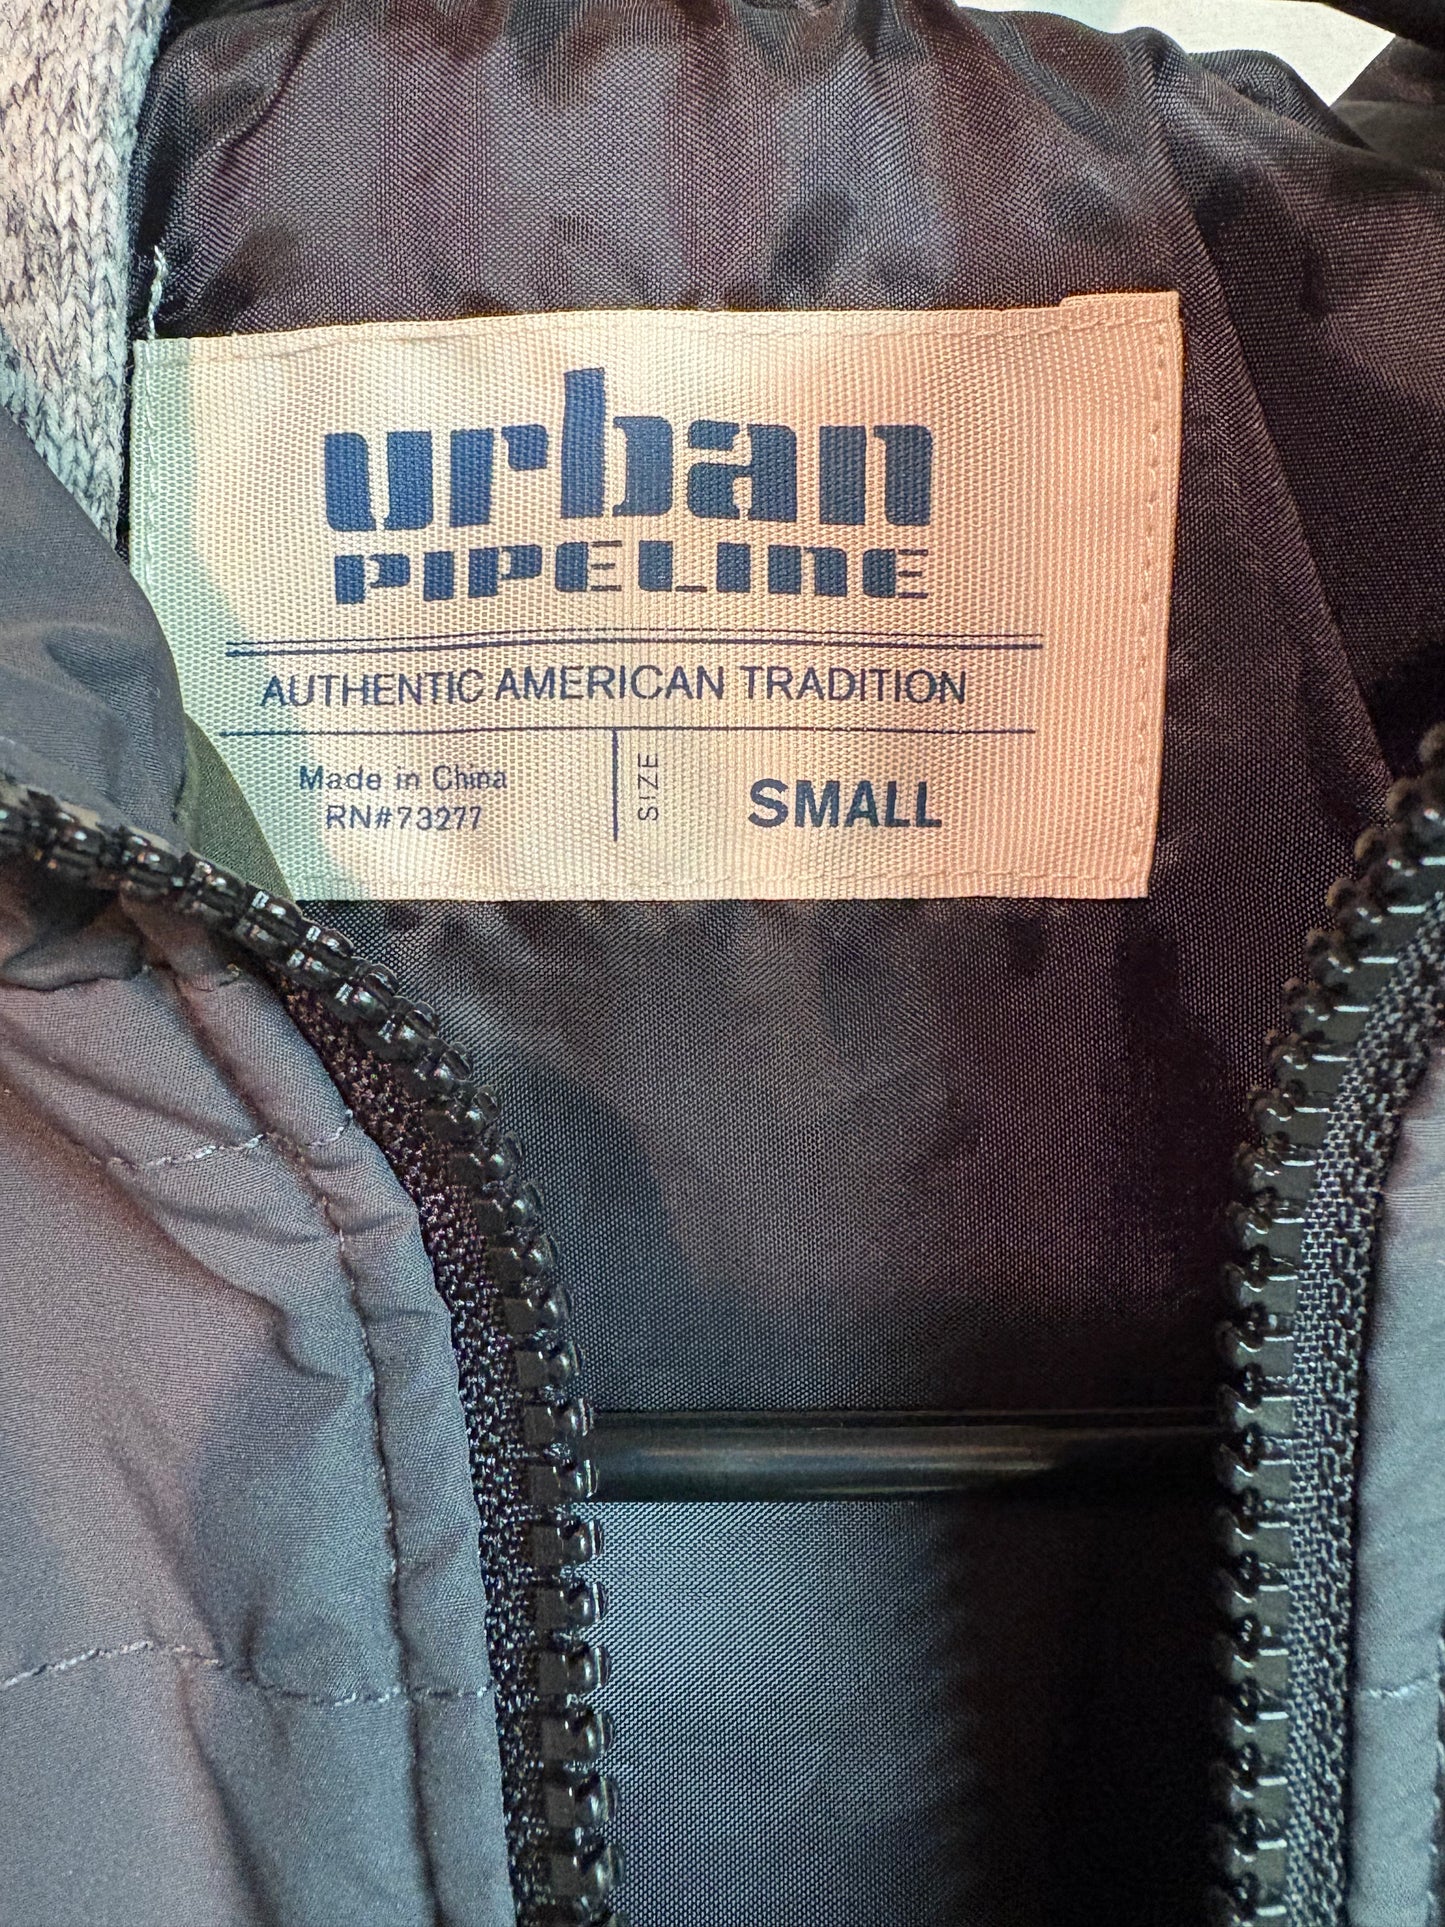 urban
PIPELINE
AUTHENTIC AMERICAN TRADITION
Made in China
RN#73277
SIZE
SMALL